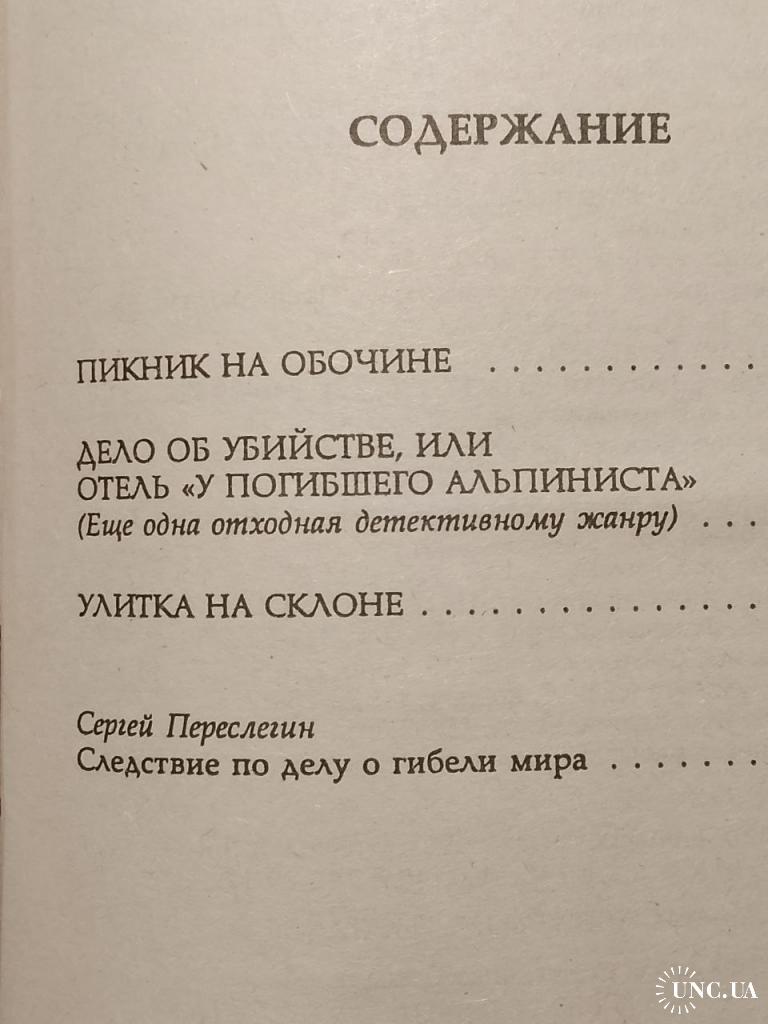 СОДЕРЖАНИЕ
ПИКНИК НА ОБОЧИНЕ . . . . . . . . . . . .
ДЕЛО ОБ УБИЙСТВЕ, ИЛИ
ОТЕЛЬ «У ПОГИБШЕГО АЛЬПИНИСТА»
(Еще одна отходная детективному жанру) . . .
УЛИТКА НА СКЛОНЕ . . . . . . . . . . . . . . .
Сергей Переслегин
Следствие по делу о гибели мира . . . . . . .
UNC.UA